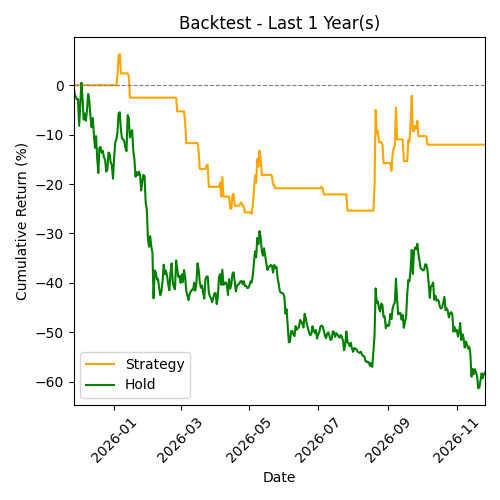 Backtest - Last 1 Year(s)
Cumulative Return (%)
0
−10
−20
−30
−40
−50
−60
Strategy
Hold
2026-01
2026-03
2026-05
2026-07
2026-09
2026-11
Date